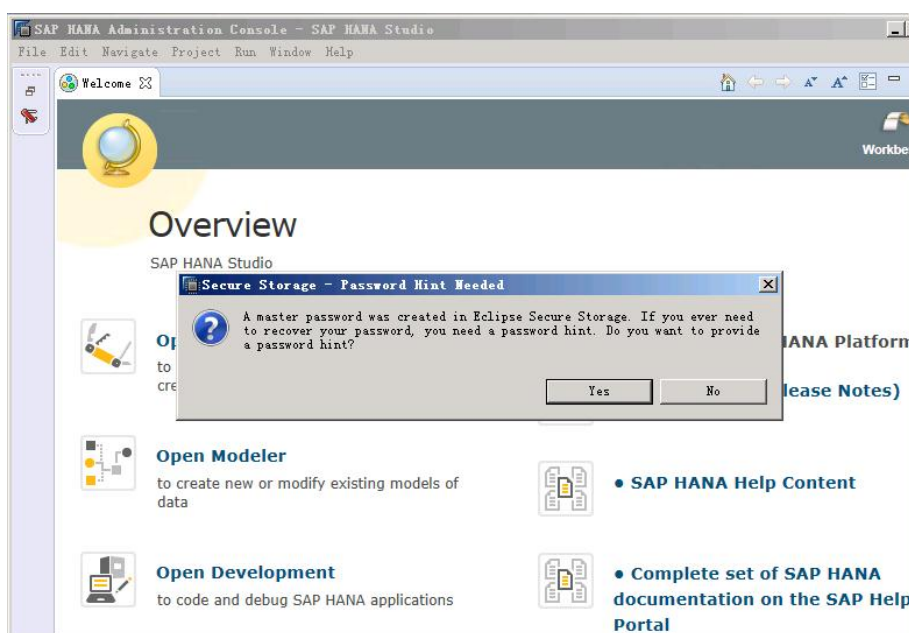 SAP HANA Administration Console - SAP HANA Studio
File Edit Navigate Project Run Window Help
Welcome
Overview
SAP HANA Studio
Secure Storage - Password Hint Needed
A master password was created in Eclipse Secure Storage. If you ever need
to recover your password, you need a password hint. Do you want to provide
a password hint?
Yes No
to
cre
HANA Platform
lease Notes)
Open Modeler
to create new or modify existing models of
data
• SAP HANA Help Content
Open Development
to code and debug SAP HANA applications
• Complete set of SAP HANA
documentation on the SAP Help
Portal